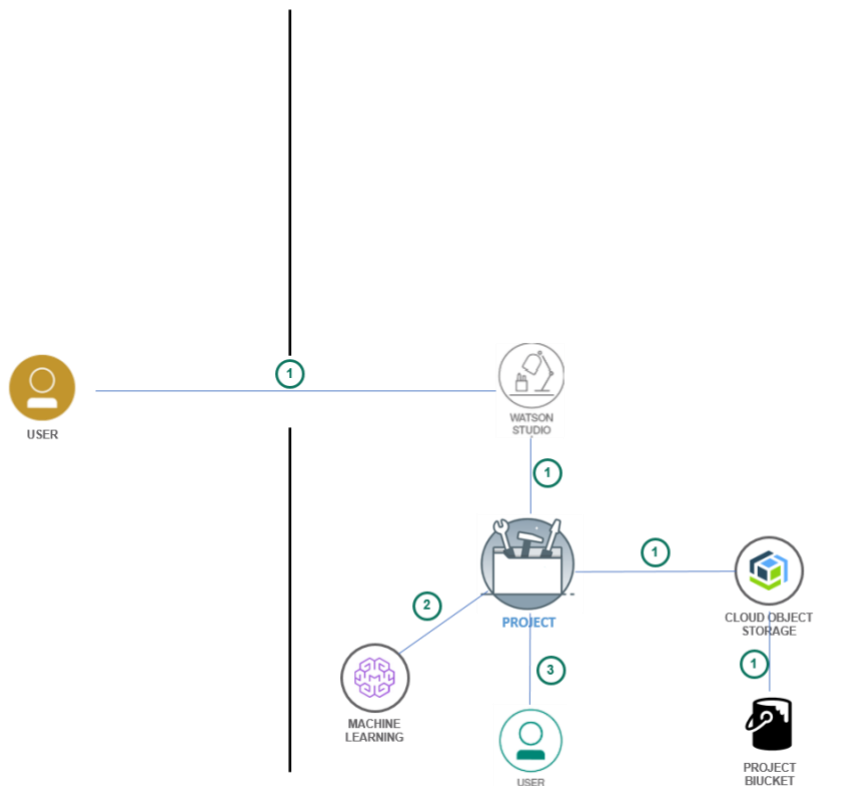 1
USER
WATSON
STUDIO
1
1
PROJECT
CLOUD OBJECT
STORAGE
2
3
1
MACHINE
LEARNING
PROJECT
BIUCKET
USER